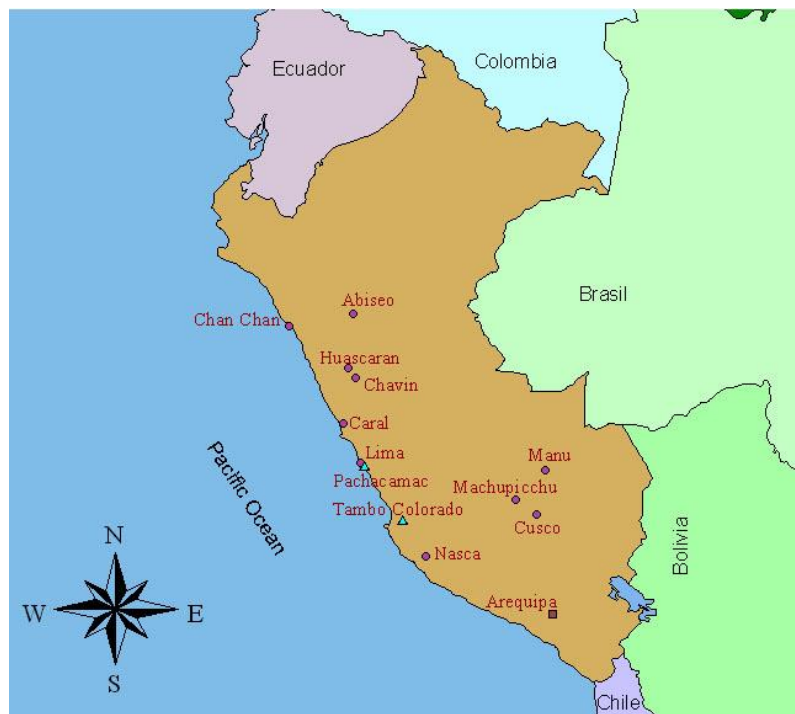 Ecuador
Colombia
Brasil
Abiseo
Chan Chan
Huascaran
Chavin
Caral
Lima
Pachacamac
Manu
Machupicchu
Tambo Colorado
Cusco
Pacific Ocean
Nasca
Bolivia
Arequipa
N
W E
S
Chile